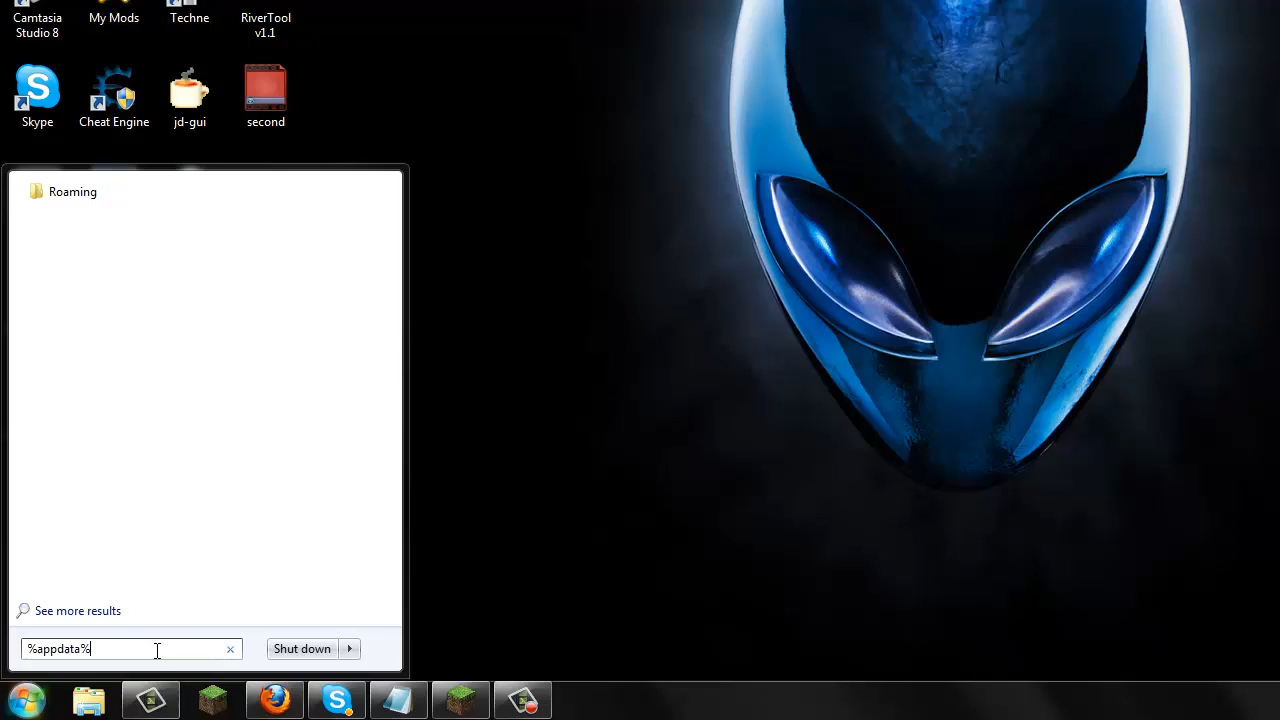 Camtasia
Studio 8
My Mods
Techne
RiverTool
v1.1
Skype
Cheat Engine
jd-gui
second
Roaming
See more results
%appdata%
Shut down